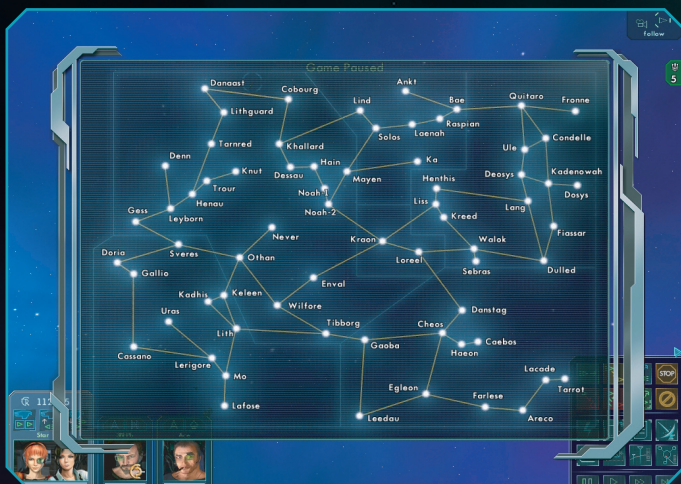 follow
Game Paused
5
Danaast
Cobourg
Ankt
Lind
Bae
Quitaro
Fronne
Lithguard
Raspian
Laenah
Solos
Condelle
Tarnred
Khallard
Ule
Denn
Hain
Ka
Knut
Dessau
Mayen
Deosys
Kadenowah
Trour
Noah-1
Henthis
Dosys
Henau
Liss
Lang
Leyborn
Noah-2
Gess
Kreed
Fiassar
Never
Kraon
Walok
Doria
Sveres
Othan
Loreel
Sebras
Dulled
Gallio
Enval
Kadhis
Keleen
Uras
Wilfore
Danstag
Tibborg
Cheos
Lith
Gaoba
Caebos
Haeon
Cassano
Lerigore
Mo
Lacade
STOP
Tarrot
Egleon
Farlese
Lafose
Leedau
Areco